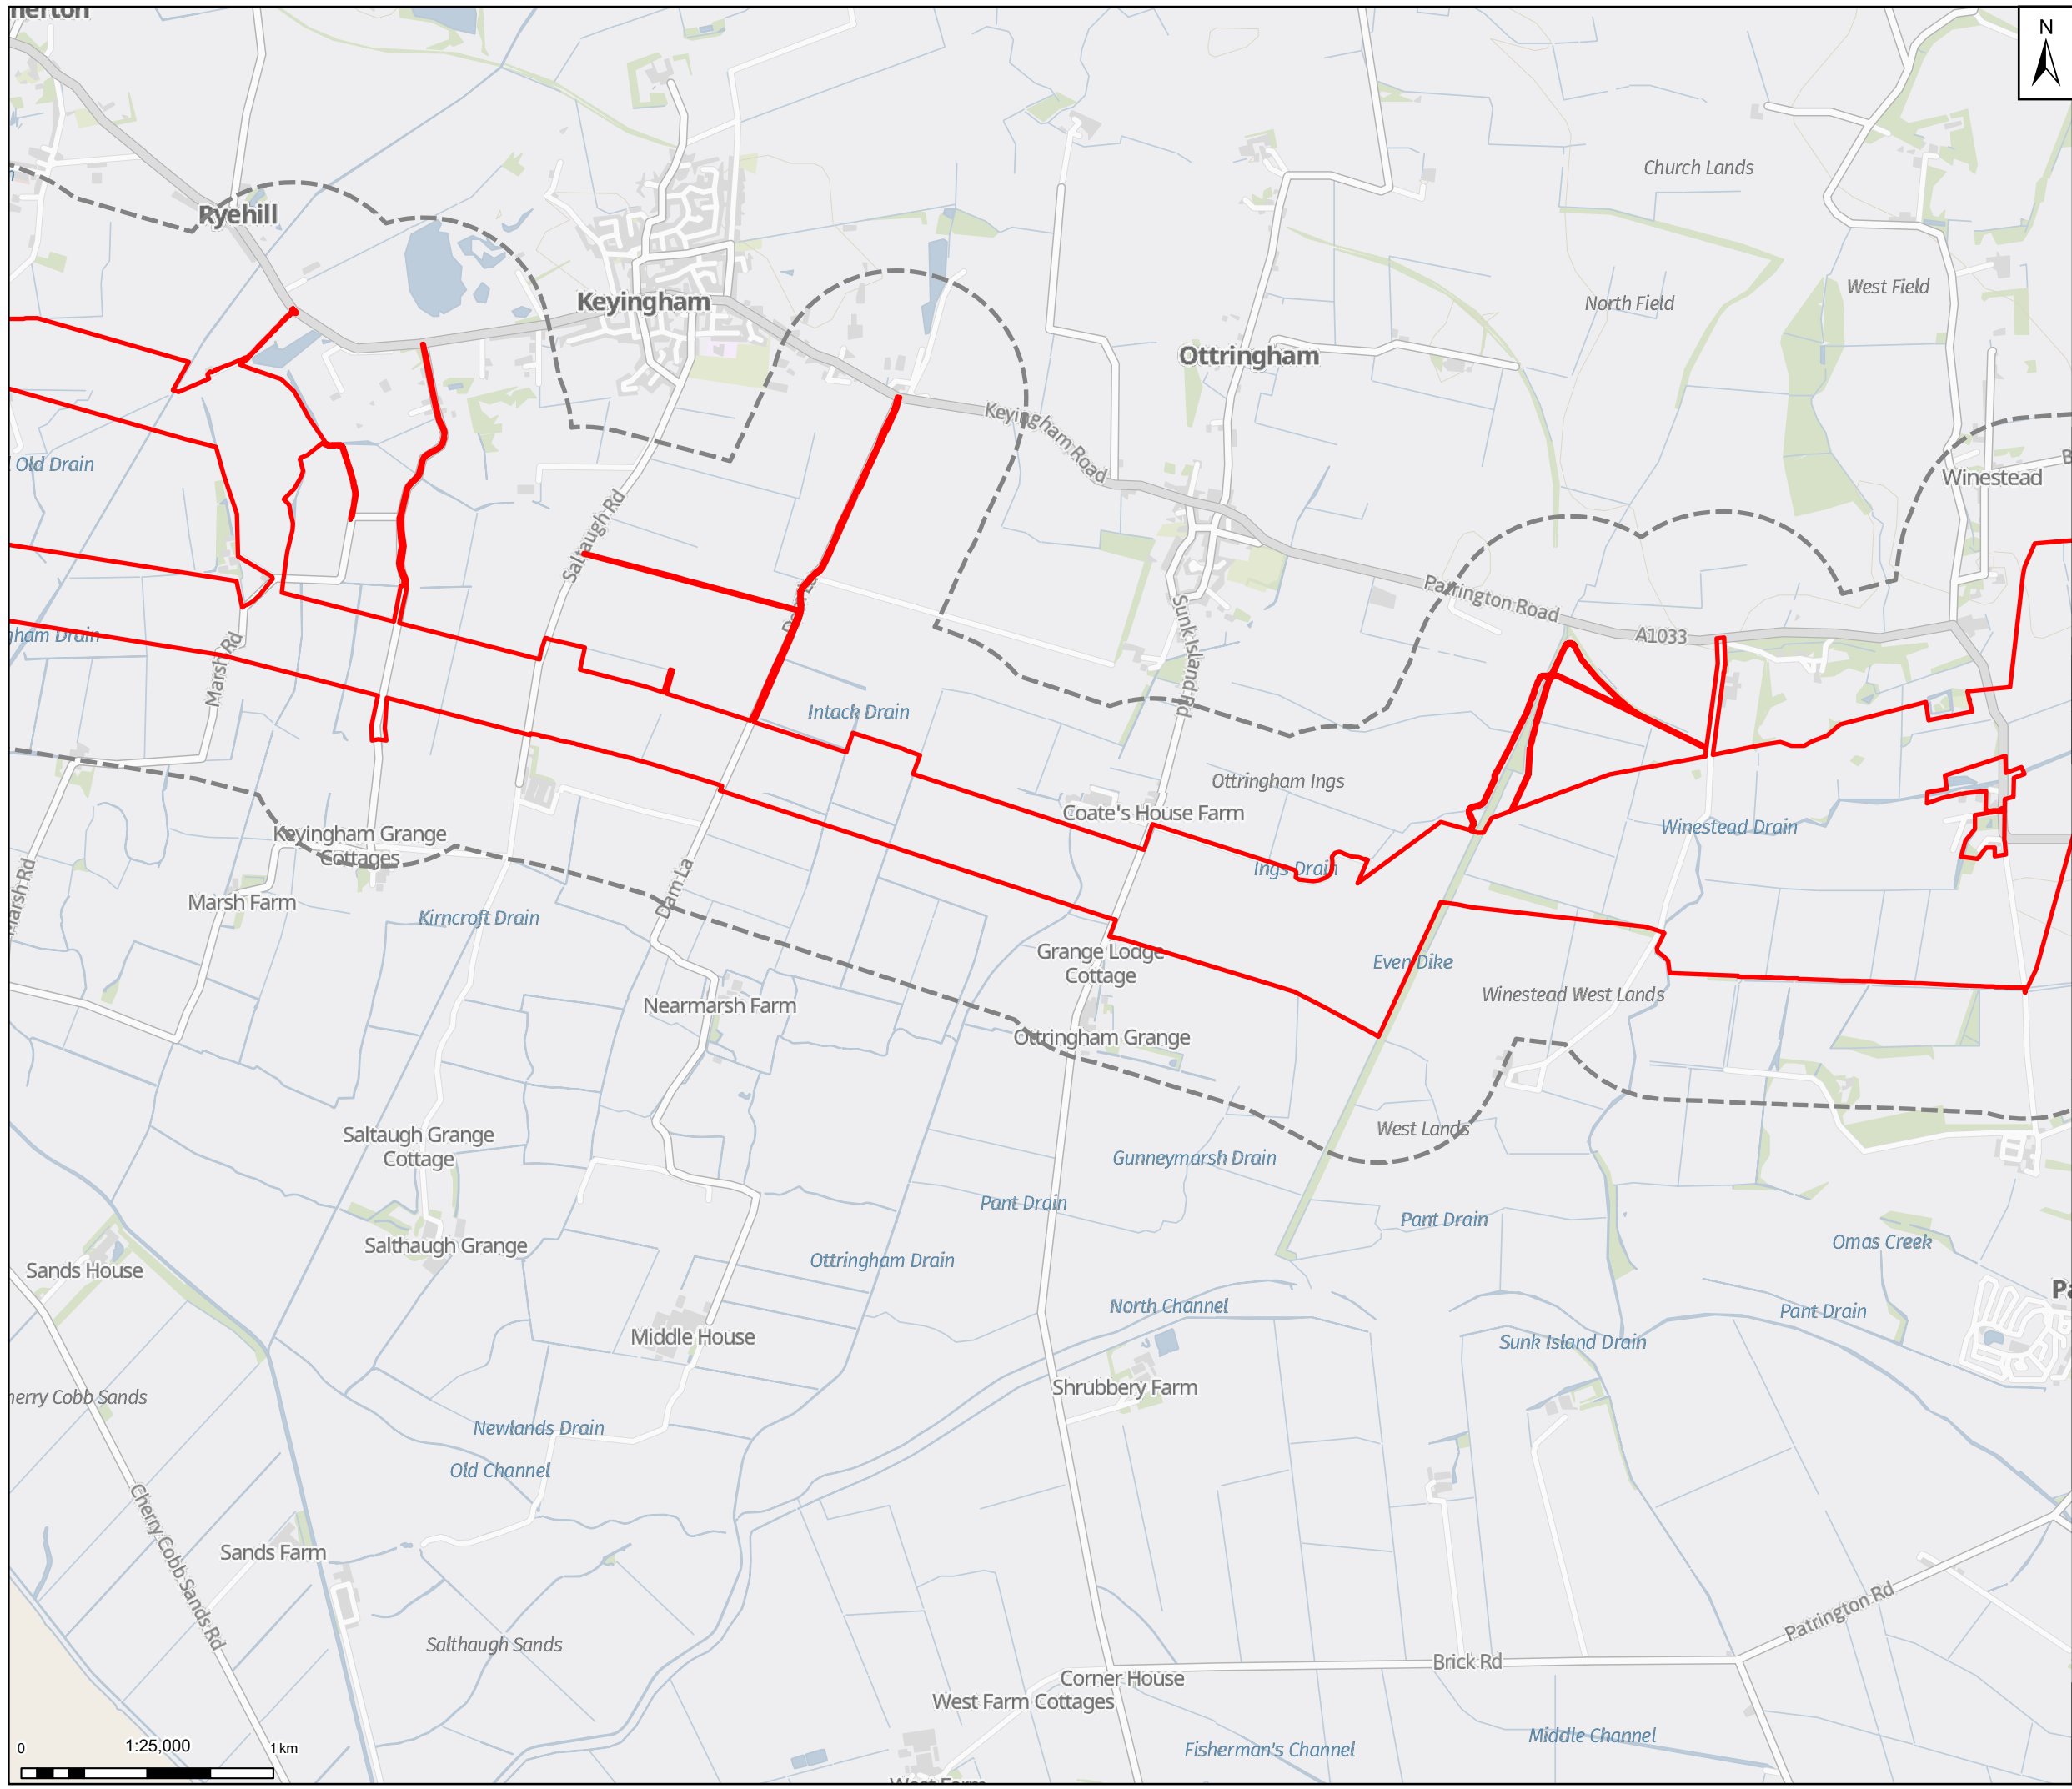 N
Church Lands
Ryehill
West Field
Keyingham
North Field
Ottringham
Keyingham Road
Old Drain
Winestead
Saltaugh Rd
Patrington Road
A1033
Marsh Rd
Sunk Island Rd
Intack Drain
Ottringham Ings
Coate's House Farm
Winestead Drain
Keyingham Grange
Cottages
Ings Drain
Marsh Rd
Marsh Farm
Dam La
Kirncroft Drain
Grange Lodge
Cottage
Even Dike
Winestead West Lands
Nearmarsh Farm
Ottringham Grange
West Lands
Saltaugh Grange
Cottage
Gunneymarsh Drain
Pant Drain
Pant Drain
Omas Creek
Salthaugh Grange
Ottringham Drain
Sands House
North Channel
Pant Drain
Middle House
Sunk Island Drain
Shrubbery Farm
herry Cobb Sands
Newlands Drain
Old Channel
Cherry Cobb Sands Rd
Sands Farm
Patrington Rd
Salthaugh Sands
Brick Rd
Corner House
West Farm Cottages
Middle Channel
Fisherman's Channel
0 1:25,000 1 km